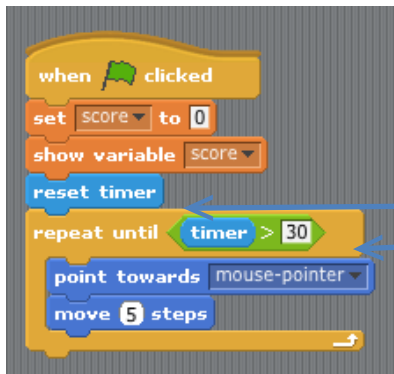 when clicked
set score to 0
show variable score
reset timer
repeat until timer > 30
point towards mouse-pointer
move 5 steps